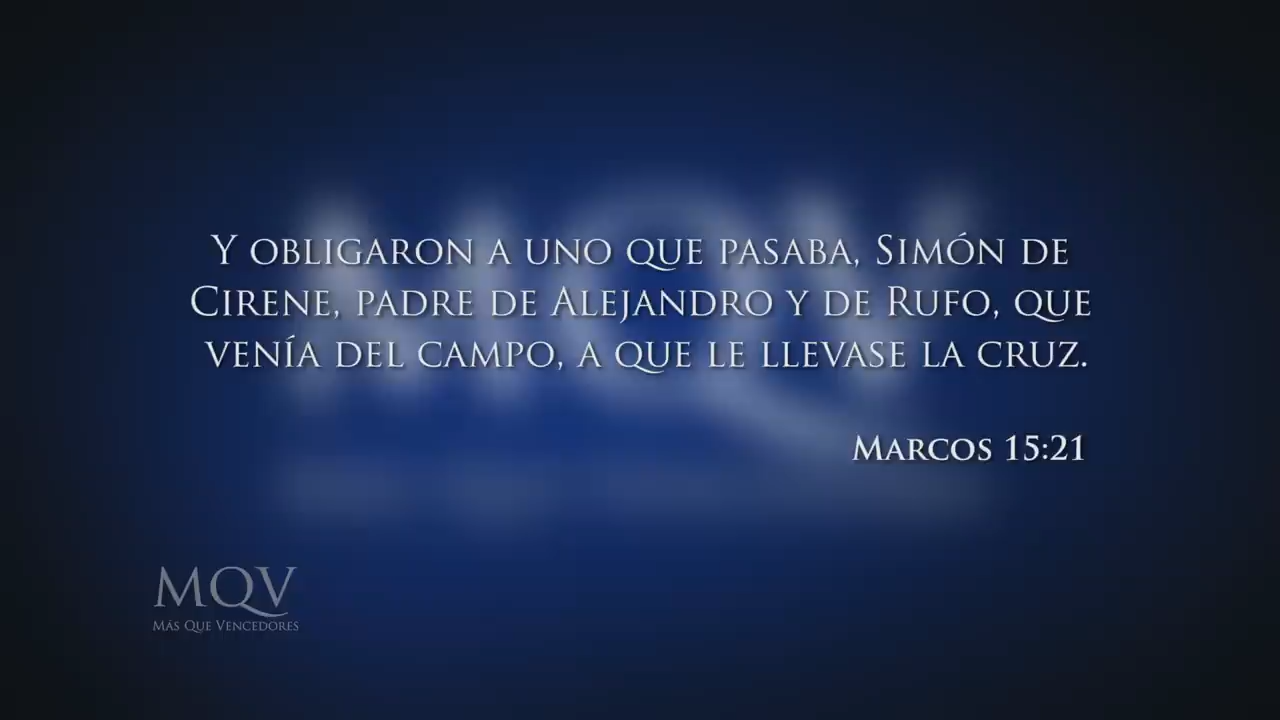 Y obligaron a uno que pasaba, Simón de
Cirene, padre de Alejandro y de Rufo, que
venía del campo, a que le llevase la cruz.
Marcos 15:21
MQV
Más Que Vencedores